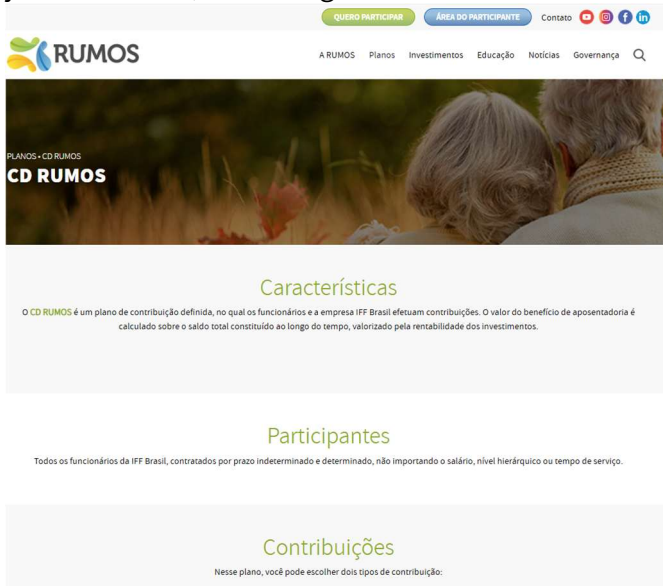 QUERO PARTICIPAR ÁREA DO PARTICIPANTE Contato
RUMOS
A RUMOS Planos Investimentos Educação Notícias Governança
PLANOS • CD RUMOS
CD RUMOS
Características
O CD RUMOS é um plano de contribuição definida, no qual os funcionários e a empresa IFF Brasil efetuam contribuições. O valor do benefício de aposentadoria é
calculado sobre o saldo total constituído ao longo do tempo, valorizado pela rentabilidade dos investimentos.
Participantes
Todos os funcionários da IFF Brasil, contratados por prazo indeterminado e determinado, não importando o salário, nível hierárquico ou tempo de serviço.
Contribuições
Nesse plano, você pode escolher dois tipos de contribuição: